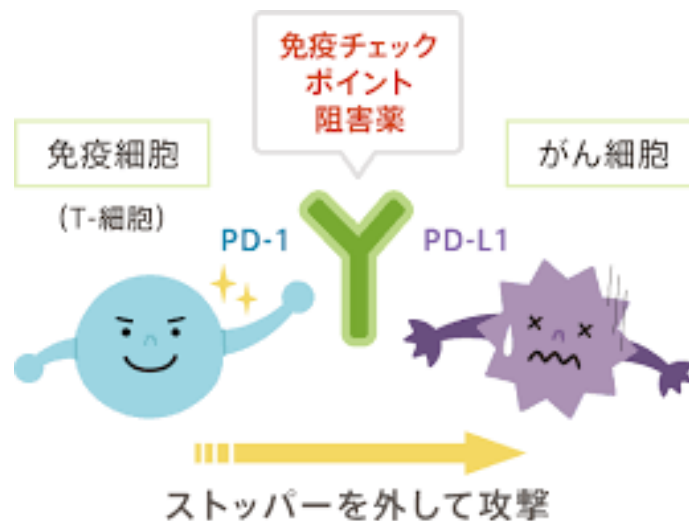 免疫チェック
ポイント
阻害薬
免疫細胞
(T-細胞)
がん細胞
PD-1
PD-L1
ストッパーを外して攻撃